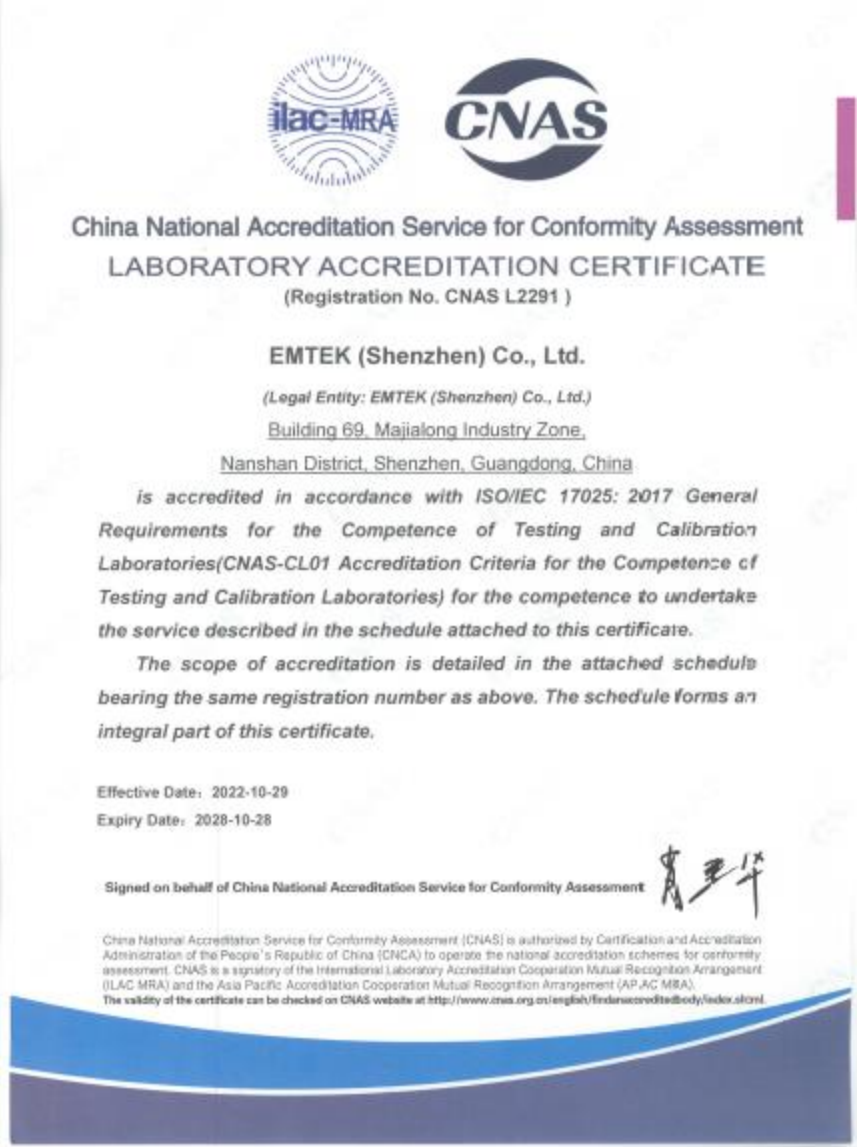 ilac-MRA
CNAS
China National Accreditation Service for Conformity Assessment
LABORATORY ACCREDITATION CERTIFICATE
(Registration No. CNAS L2291 )
EMTEK (Shenzhen) Co., Ltd.
(Legal Entity: EMTEK (Shenzhen) Co., Ltd.)
Building 69, Majialong Industry Zone,
Nanshan District, Shenzhen, Guangdong, China
is accredited in accordance with ISO/IEC 17025: 2017 General
Requirements for the Competence of Testing and Calibration
Laboratories(CNAS-CL01 Accreditation Criteria for the Competence of
Testing and Calibration Laboratories) for the competence to undertake
the service described in the schedule attached to this certificate.
The scope of accreditation is detailed in the attached schedule
bearing the same registration number as above. The schedule forms an
integral part of this certificate.
Effective Date: 2022-10-29
Expiry Date: 2028-10-28
Signed on behalf of China National Accreditation Service for Conformity Assessment
China National Accreditation Service for Conformity Assessment (CNAS) is authorized by Certification and Accreditation
Administration of the People's Republic of China (CNCA) to operate the national accreditation schemes for conformity
assessment. CNAS is a signatory of the International Laboratory Accreditation Cooperation Mutual Recognition Arrangement
(ILAC MRA) and the Asia Pacific Accreditation Cooperation Mutual Recognition Arrangement (APAC MRA).
The validity of the certificate can be checked on CNAS website at http://www.cnas.org.cn/english/findanaccreditedbody/index.shtml.